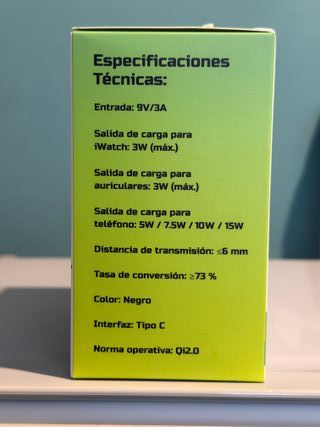 Especificaciones
Técnicas:
Entrada: 9V/3A
Salida de carga para
iWatch: 3W (máx.)
Salida de carga para
auriculares: 3W (máx.)
Salida de carga para
teléfono: 5W / 7.5W / 10W / 15W
Distancia de transmisión: ≤6 mm
Tasa de conversión: ≥73 %
Color: Negro
Interfaz: Tipo C
Norma operativa: Qi2.0